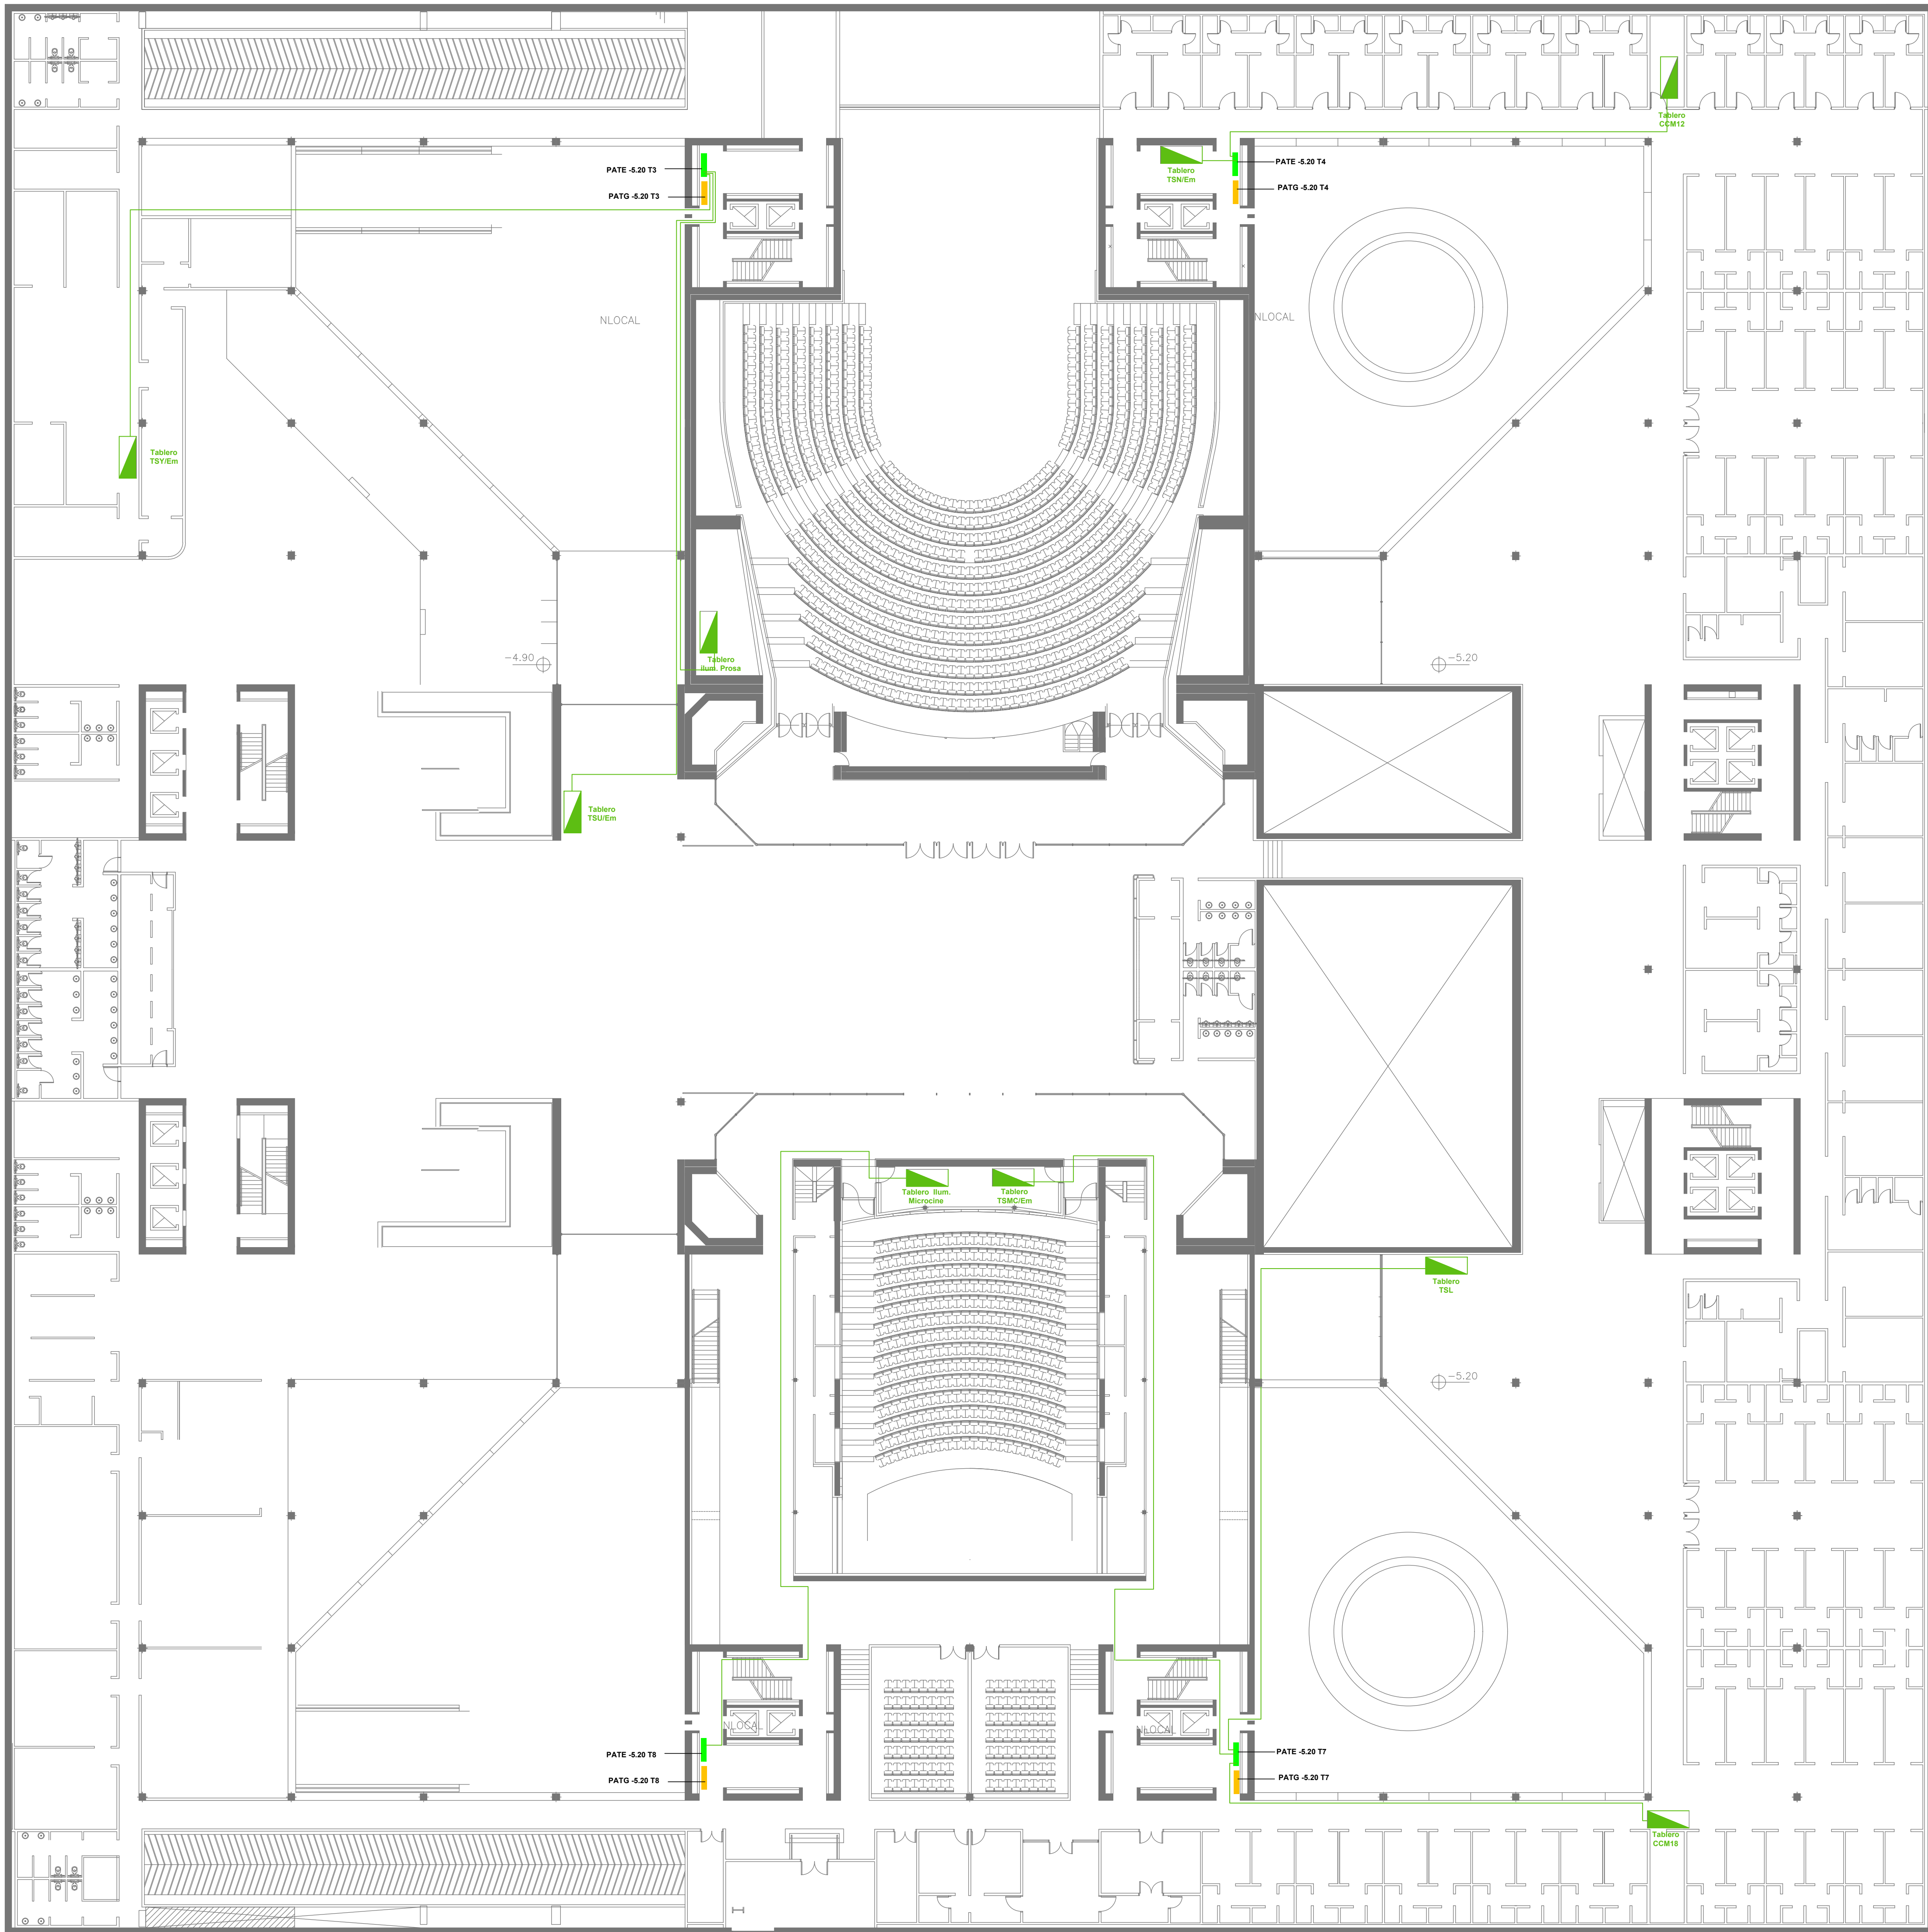 Tablero
CCM12
PATE -5.20 T3
PATG -5.20 T3
Tablero
TSN/Em
PATE -5.20 T4
PATG -5.20 T4
NLOCAL
NLOCAL
Tablero
TSY/Em
-4.90
Tablero
Ilum. Prosa
-5.20
Tablero
TSU/Em
Tablero Ilum.
Microcine
Tablero
TSMC/Em
Tablero
TSL
-5.20
NLOCAL
NLOCAL
PATE -5.20 T8
PATG -5.20 T8
PATE -5.20 T7
PATG -5.20 T7
Tablero
CCM18